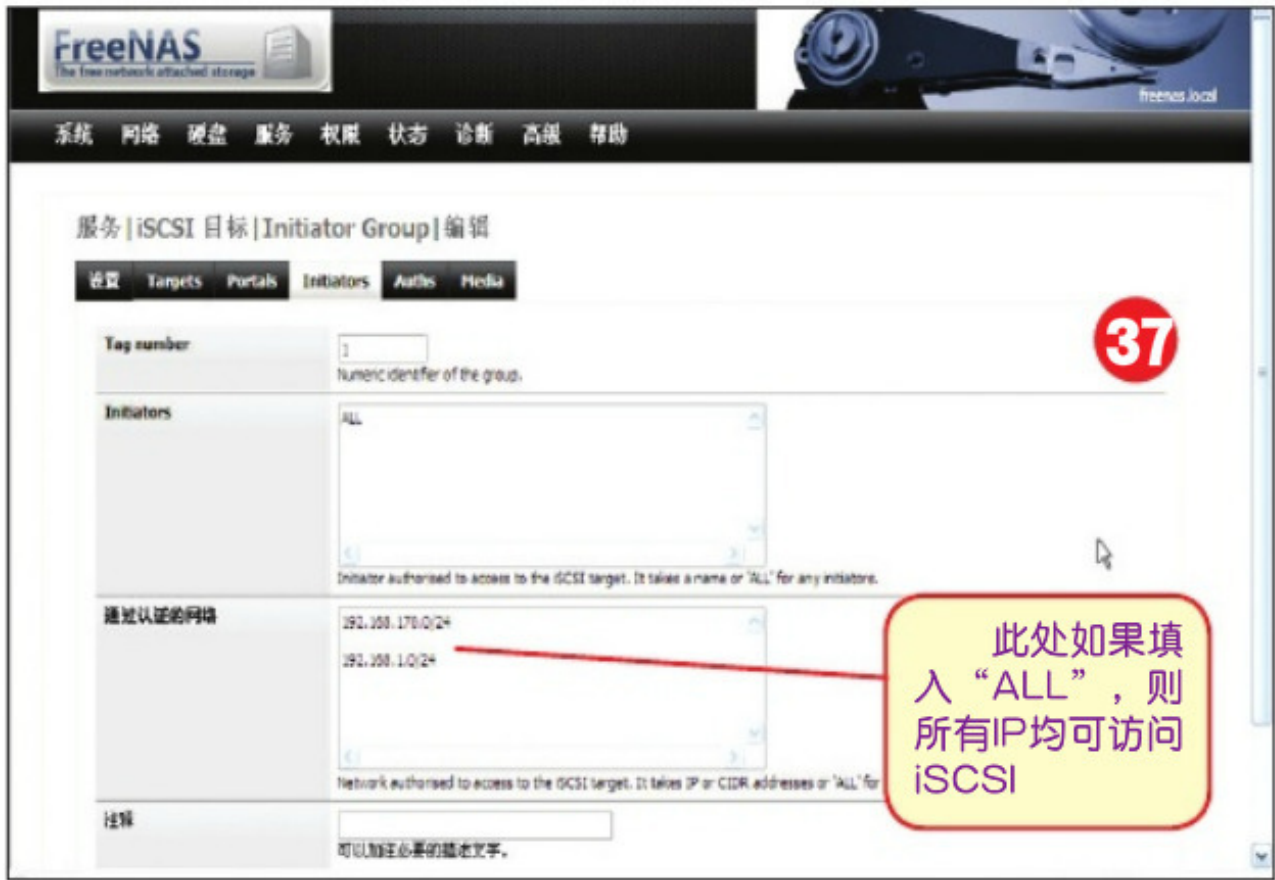 FreeNAS
The free network attached storage
freenas.local
系统 网络 硬盘 服务 权限 状态 诊断 高级 帮助
服务|iSCSI 目标|Initiator Group|编辑
设置 Targets Portals Initiators Auths Media
37
Tag number
1
Numeric identifier of the group.
Initiators
ALL
Initiator authorised to access to the iSCSI target. It takes a name or 'ALL' for any initiators.
通过认证的网络
192.168.170.0/24
192.168.1.0/24
Network authorised to access to the iSCSI target. It takes IP or CIDR addresses or 'ALL' for
此处如果填
入“ALL”，则
所有IP均可访问
iSCSI
注释
可以加注必要的描述文字。